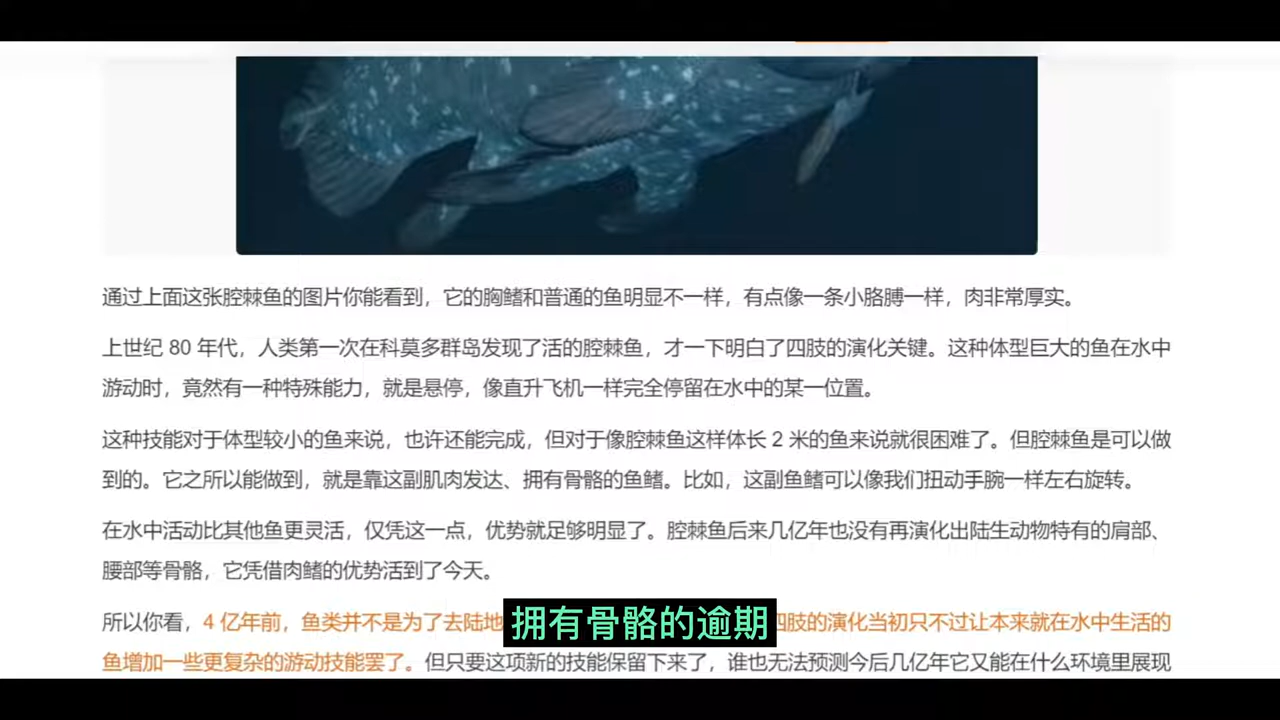 通过上面这张腔棘鱼的图片你能看到，它的胸鳍和普通的鱼明显不一样，有点像一条小胳膊一样，肉非常厚实。
上世纪 80 年代，人类第一次在科莫多群岛发现了活的腔棘鱼，才一下明白了四肢的演化关键。这种体型巨大的鱼在水中
游动时，竟然有一种特殊能力，就是悬停，像直升飞机一样完全停留在水中的某一位置。
这种技能对于体型较小的鱼来说，也许还能完成，但对于像腔棘鱼这样体长 2 米的鱼来说就很困难了。但腔棘鱼是可以做
到的。它之所以能做到，就是靠这副肌肉发达、拥有骨骼的鱼鳍。比如，这副鱼鳍可以像我们扭动手腕一样左右旋转。
在水中活动比其他鱼更灵活，仅凭这一点，优势就足够明显了。腔棘鱼后来几亿年也没有再演化出陆生动物特有的肩部、
腰部等骨骼，它凭借肉鳍的优势活到了今天。
所以你看，4 亿年前，鱼类并不是为了去陆地 四肢的演化当初只不过让本来就在水中生活的
拥有骨骼的逾期
鱼增加一些更复杂的游动技能罢了。但只要这项新的技能保留下来了，谁也无法预测今后几亿年它又能在什么环境里展现